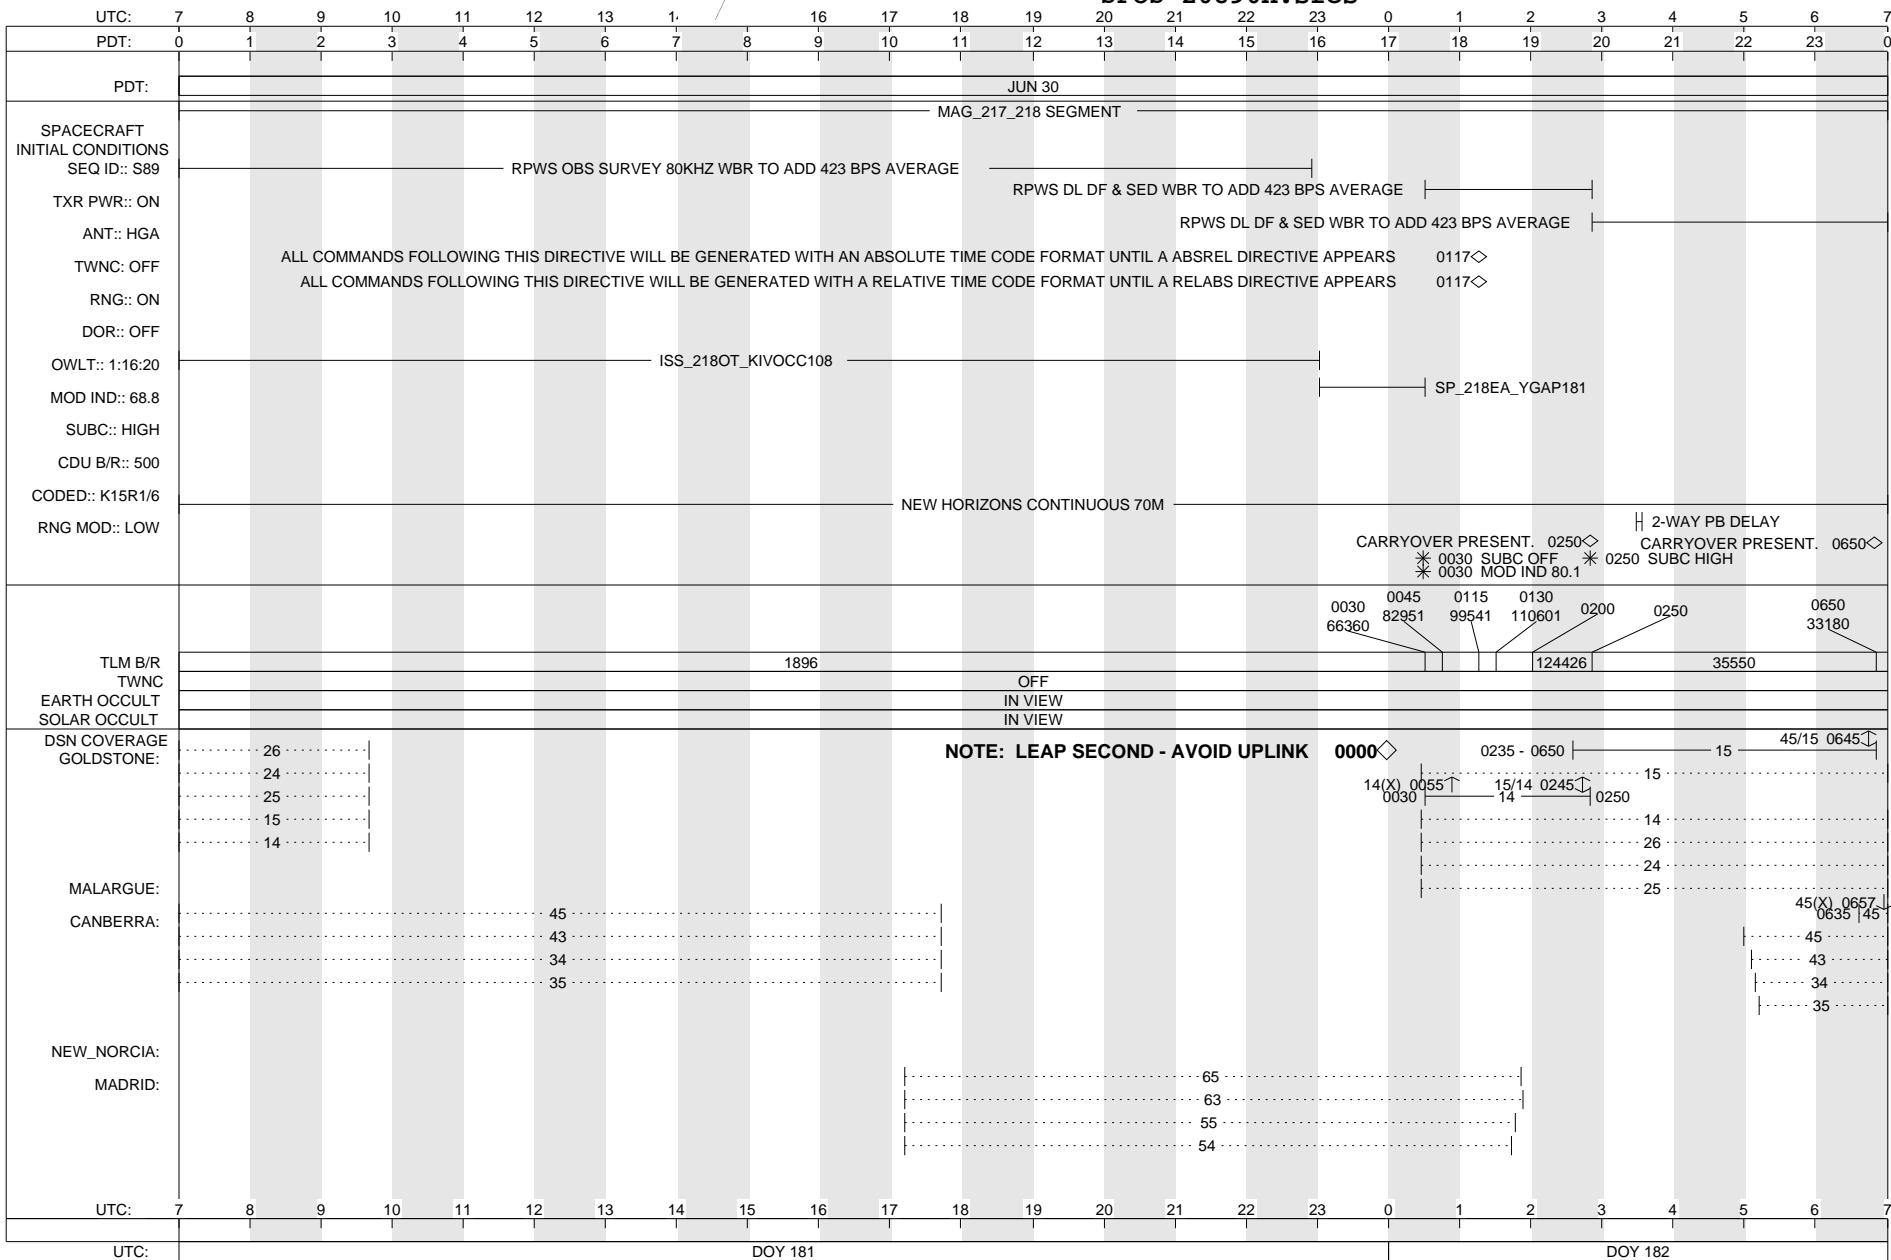 UTC: 7 8 9 10 11 12 13 16 17 18 19 20 21 22 23 0 1 2 3 4 5 6 7
PDT: 0 1 2 3 4 5 6 7 8 9 10 11 12 13 14 15 16 17 18 19 20 21 22 23 0
PDT: JUN 30
MAG_217_218 SEGMENT
SPACECRAFT
INITIAL CONDITIONS
SEQ ID:: S89
RPWS OBS SURVEY 80KHZ WBR TO ADD 423 BPS AVERAGE
RPWS DL DF & SED WBR TO ADD 423 BPS AVERAGE
TXR PWR:: ON
RPWS DL DF & SED WBR TO ADD 423 BPS AVERAGE
ANT:: HGA
ALL COMMANDS FOLLOWING THIS DIRECTIVE WILL BE GENERATED WITH AN ABSOLUTE TIME CODE FORMAT UNTIL A ABSREL DIRECTIVE APPEARS 0117
TWNC: OFF
ALL COMMANDS FOLLOWING THIS DIRECTIVE WILL BE GENERATED WITH A RELATIVE TIME CODE FORMAT UNTIL A RELABS DIRECTIVE APPEARS 0117
RNG:: ON
DOR:: OFF
OWLT:: 1:16:20
ISS_218OT_KIVOCC108
SP_218EA_YGAP181
MOD IND:: 68.8
SUBC:: HIGH
CDU B/R:: 500
CODED:: K15R1/6
NEW HORIZONS CONTINUOUS 70M
RNG MOD:: LOW
2-WAY PB DELAY
CARRYOVER PRESENT. 0250
CARRYOVER PRESENT. 0650
0030 SUBC OFF
0250 SUBC HIGH
0030 MOD IND 80.1
0030 0045 0115 0130 0200 0250 0650
66360 82951 99541 110601 33180
TLM B/R 1896 124426 35550
TWNC OFF
EARTH OCCULT IN VIEW
SOLAR OCCULT IN VIEW
DSN COVERAGE
45/15 0645
GOLDSTONE:
26
NOTE: LEAP SECOND - AVOID UPLINK 0000
0235 - 0650 15
24
15
25
14(X) 0055
15/14 0245
0030 14 0250
15
14
14
26
24
MALARGUE:
25
45(X) 0657
CANBERRA:
45
0635 45
43
45
34
43
35
34
35
NEW_NORCIA:
MADRID:
65
63
55
54
UTC: 7 8 9 10 11 12 13 14 15 16 17 18 19 20 21 22 23 0 1 2 3 4 5 6 7
UTC: DOY 181 DOY 182